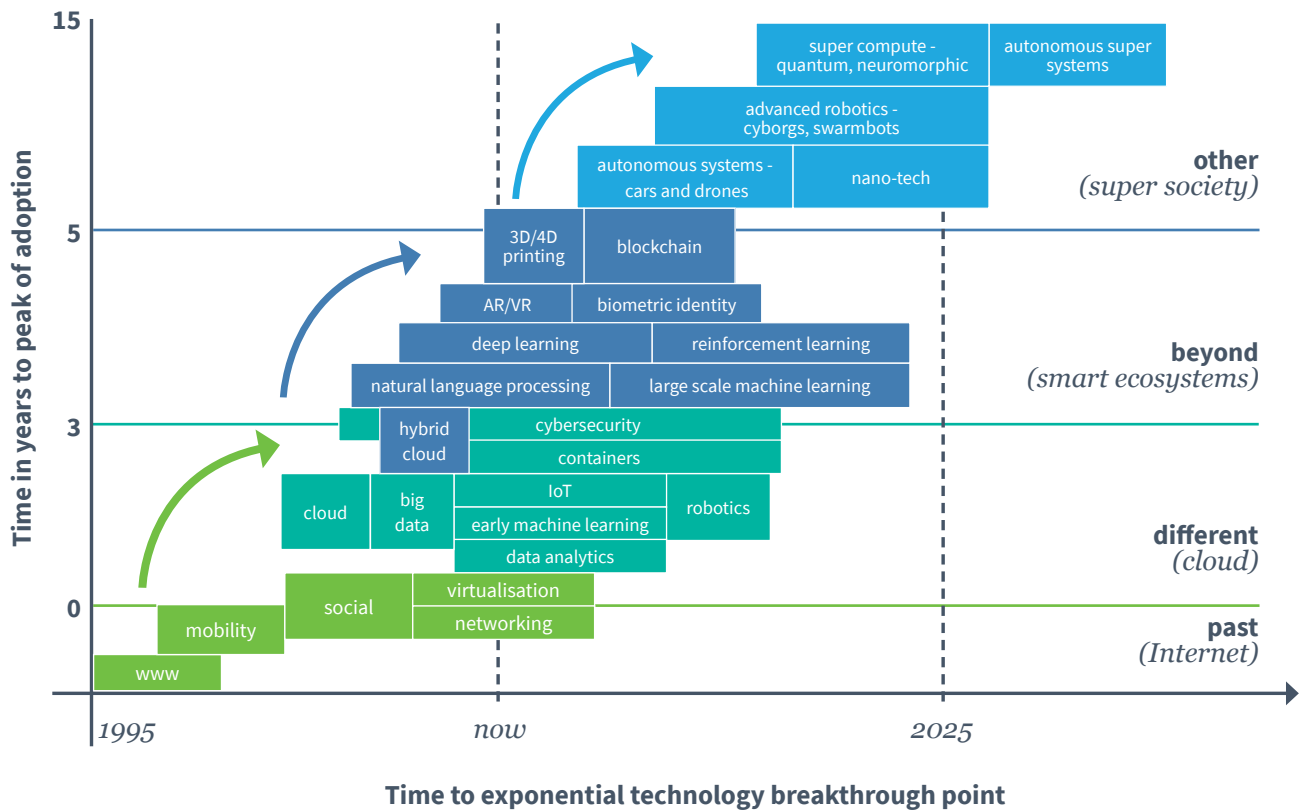 15
super compute -
quantum, neuromorphic
autonomous super
systems
advanced robotics -
cyborgs, swarmbots
autonomous systems -
cars and drones
nano-tech
other
(super society)
5
3D/4D
printing
blockchain
AR/VR
biometric identity
deep learning
reinforcement learning
natural language processing
large scale machine learning
beyond
(smart ecosystems)
3
hybrid
cloud
cybersecurity
containers
cloud
big
data
IoT
early machine learning
data analytics
robotics
different
(cloud)
0
social
virtualisation
networking
mobility
www
past
(Internet)
1995
now
2025
Time in years to peak of adoption
Time to exponential technology breakthrough point